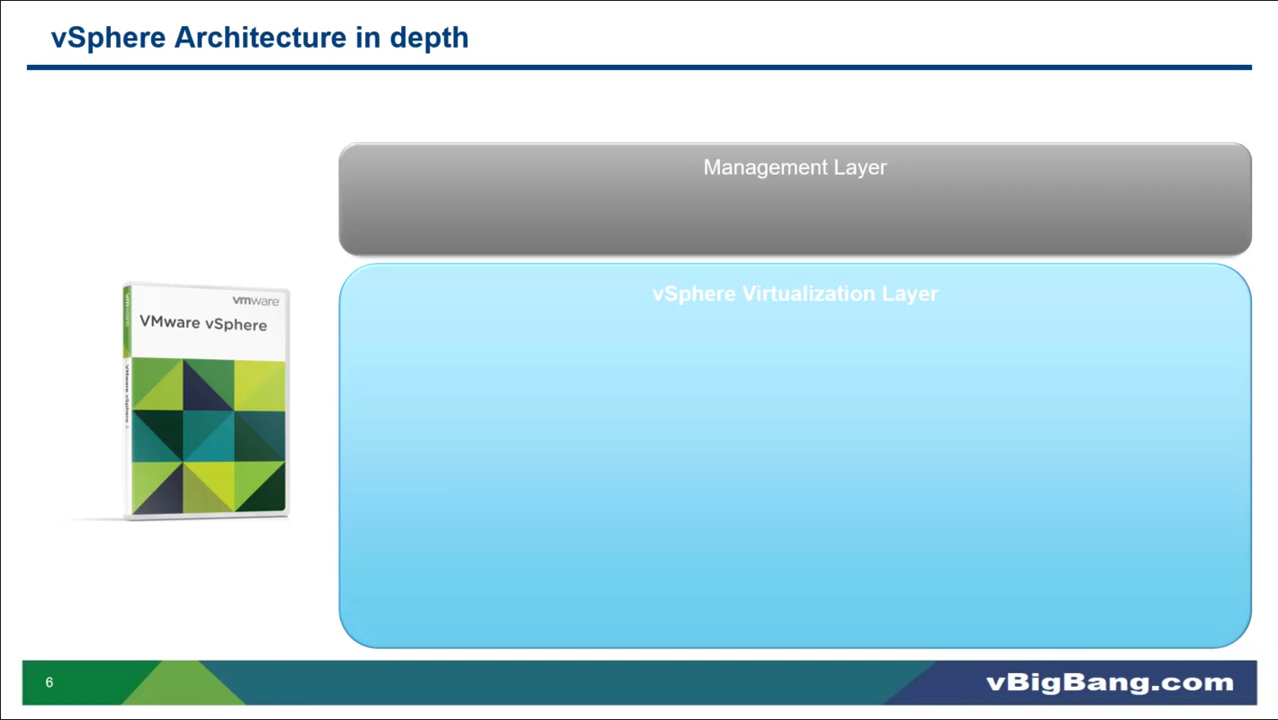 vSphere Architecture in depth
Management Layer
vSphere Virtualization Layer
vmware
VMware vSphere
6
vBigBang.com